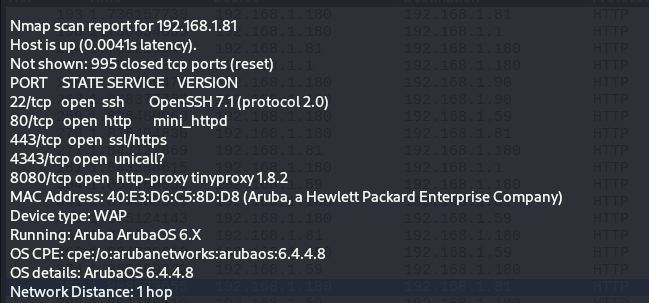 Nmap scan report for 192.168.1.81
Host is up (0.0041s latency).
Not shown: 995 closed tcp ports (reset)
PORT STATE SERVICE VERSION
22/tcp open ssh OpenSSH 7.1 (protocol 2.0)
80/tcp open http mini_httpd
443/tcp open ssl/https
4343/tcp open unicall?
8080/tcp open http-proxy tinyproxy 1.8.2
MAC Address: 40:E3:D6:C5:8D:D8 (Aruba, a Hewlett Packard Enterprise Company)
Device type: WAP
Running: Aruba ArubaOS 6.X
OS CPE: cpe:/o:arubanetworks:arubaos:6.4.4.8
OS details: ArubaOS 6.4.4.8
Network Distance: 1 hop